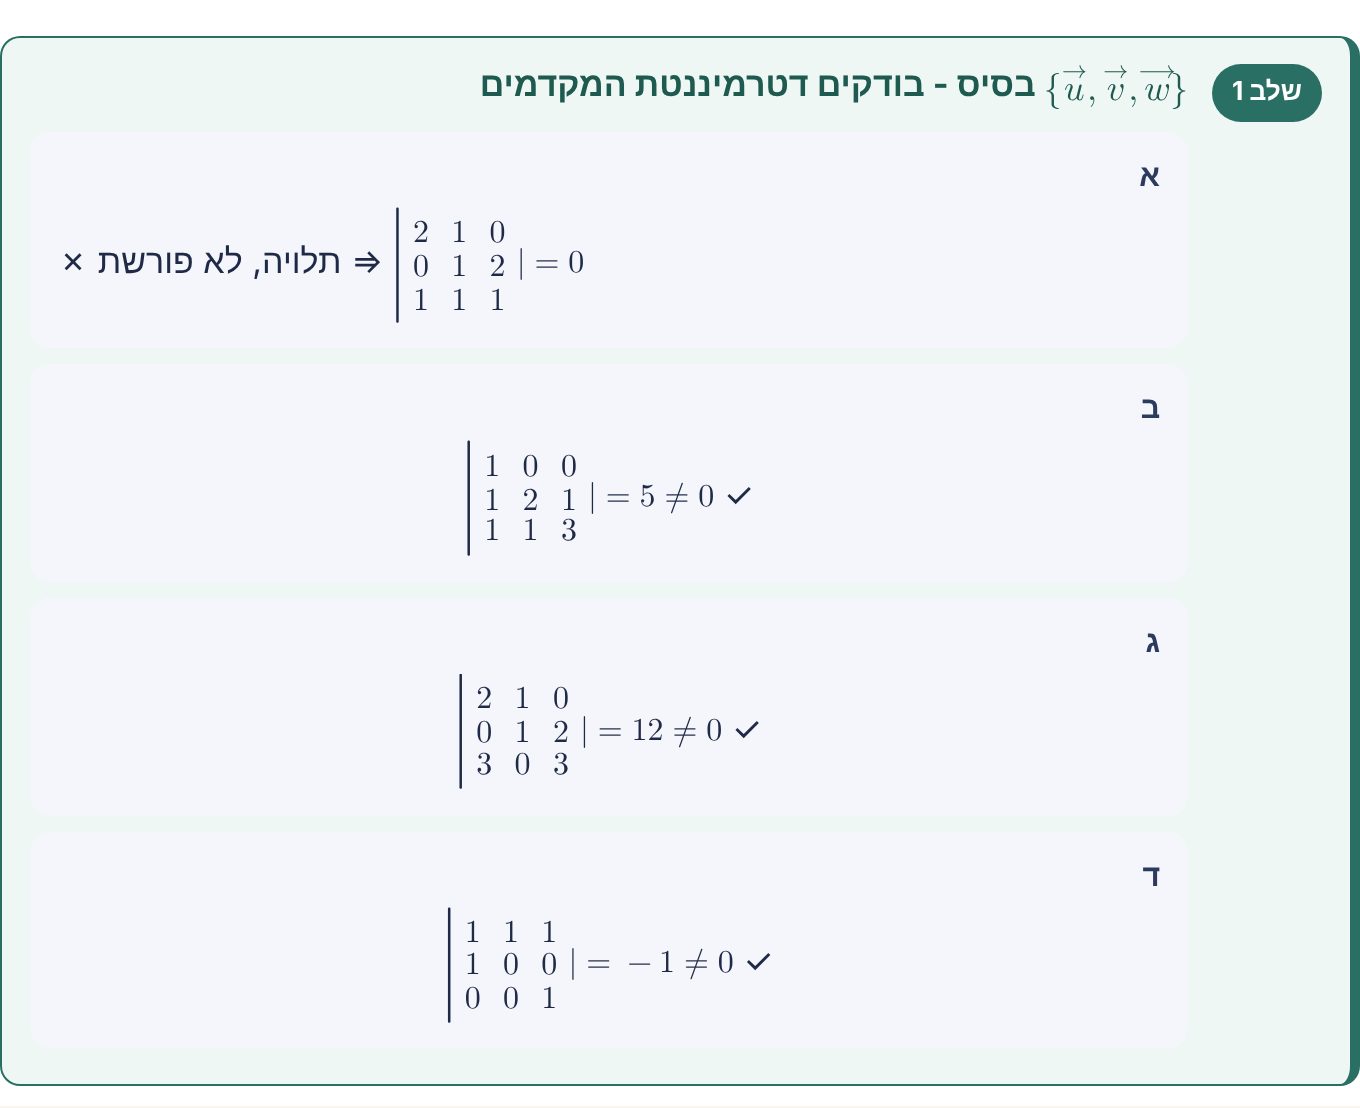 שלב 1
{u, v, w} בסיס - בודקים דטרמיננטת המקדמים
א
| 2 1 0
0 1 2 | = 0 ⇒ תלויה, לא פורשת ×
1 1 1
ב
| 1 0 0
1 2 1 | = 5 ≠ 0 ✓
1 1 3
ג
| 2 1 0
0 1 2 | = 12 ≠ 0 ✓
3 0 3
ד
| 1 1 1
1 0 0 | = −1 ≠ 0 ✓
0 0 1